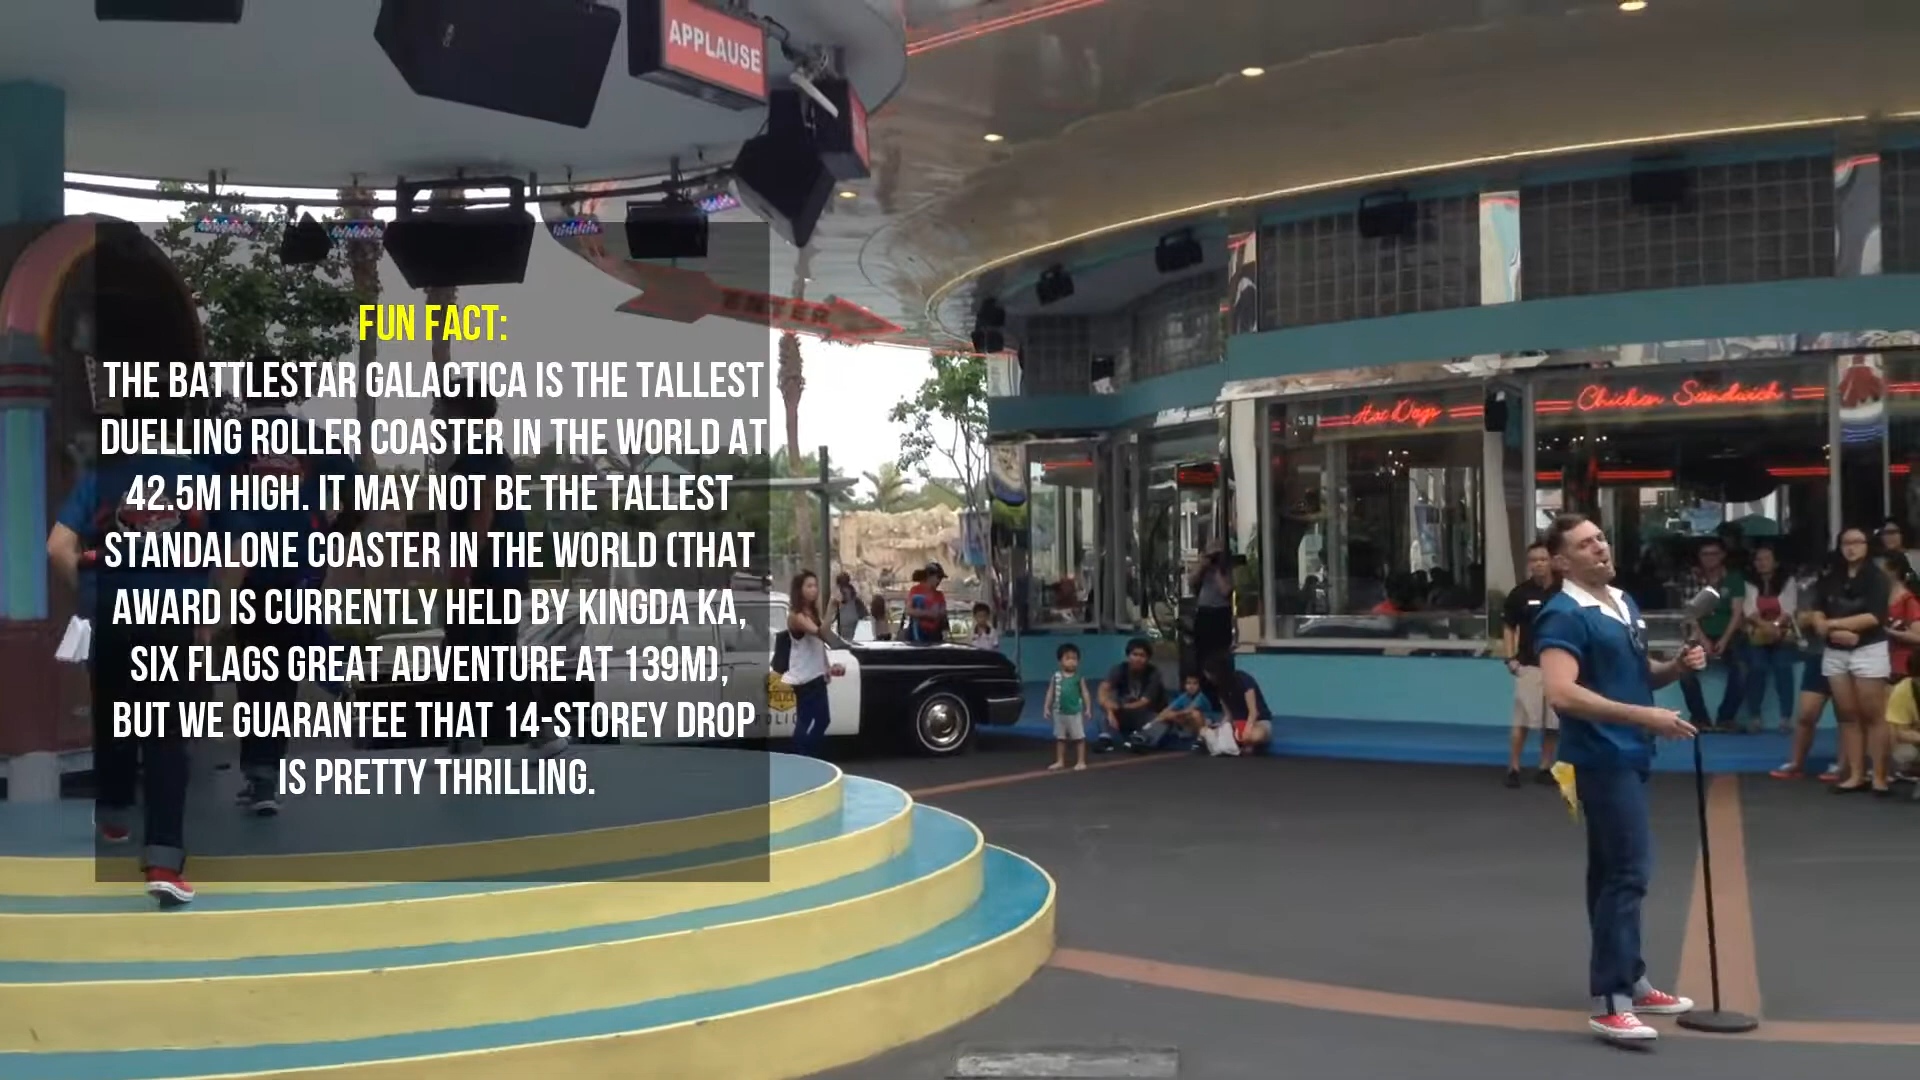 APPLAUSE
ENTER
FUN FACT:
THE BATTLESTAR GALACTICA IS THE TALLEST
DUELLING ROLLER COASTER IN THE WORLD AT
42.5M HIGH. IT MAY NOT BE THE TALLEST
STANDALONE COASTER IN THE WORLD (THAT
AWARD IS CURRENTLY HELD BY KINGDA KA,
SIX FLAGS GREAT ADVENTURE AT 139M),
BUT WE GUARANTEE THAT 14-STOREY DROP
IS PRETTY THRILLING.
Hot Dogs
Chicken Sandwich
POLIC